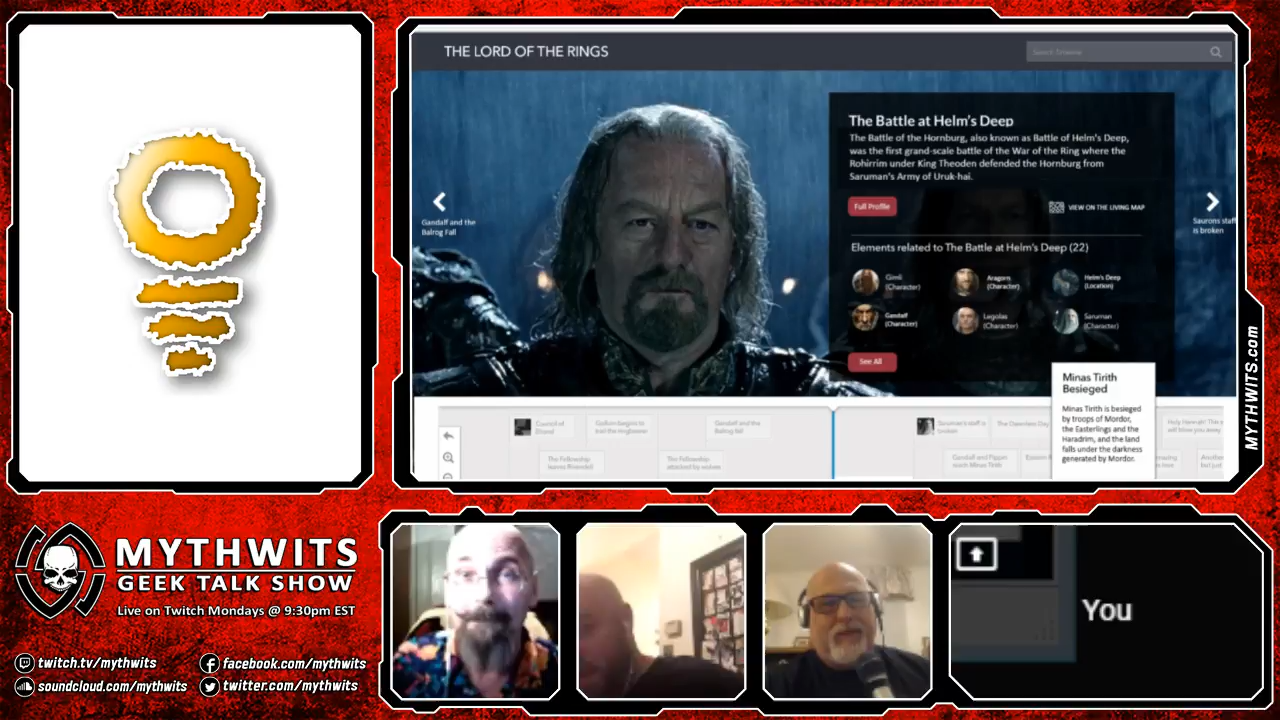 THE LORD OF THE RINGS
Search Timeline
The Battle at Helm's Deep
The Battle of the Hornburg, also known as Battle of Helm's Deep,
was the first grand-scale battle of the War of the Ring where the
Rohirrim under King Theoden defended the Hornburg from
Saruman's Army of Uruk-hai.
Full Profile
VIEW ON THE LIVING MAP
Gandalf and the
Balrog Fall
Saurons staff
is broken
Elements related to The Battle at Helm's Deep (22)
Gimli
(Character)
Aragorn
(Character)
Helm's Deep
(Location)
Gandalf
(Character)
Legolas
(Character)
Saruman
(Character)
See All
Minas Tirith
Besieged
Minas Tirith is besieged
by troops of Mordor,
the Easterlings and the
Haradrim, and the land
falls under the darkness
generated by Mordor.
Council of
Elrond
Gollum begins to
trail the ringbearer
Gandalf and the
Balrog fall
Saruman's staff is
broken
The Dawnless Day
The Fellowship
leaves Rivendell
The Fellowship
attacked by wolves
Gandalf and Pippin
reach Minas Tirith
MYTHWITS.com
MYTHWITS
GEEK TALK SHOW
Live on Twitch Mondays @ 9:30pm EST
twitch.tv/mythwits
facebook.com/mythwits
soundcloud.com/mythwits
twitter.com/mythwits
You